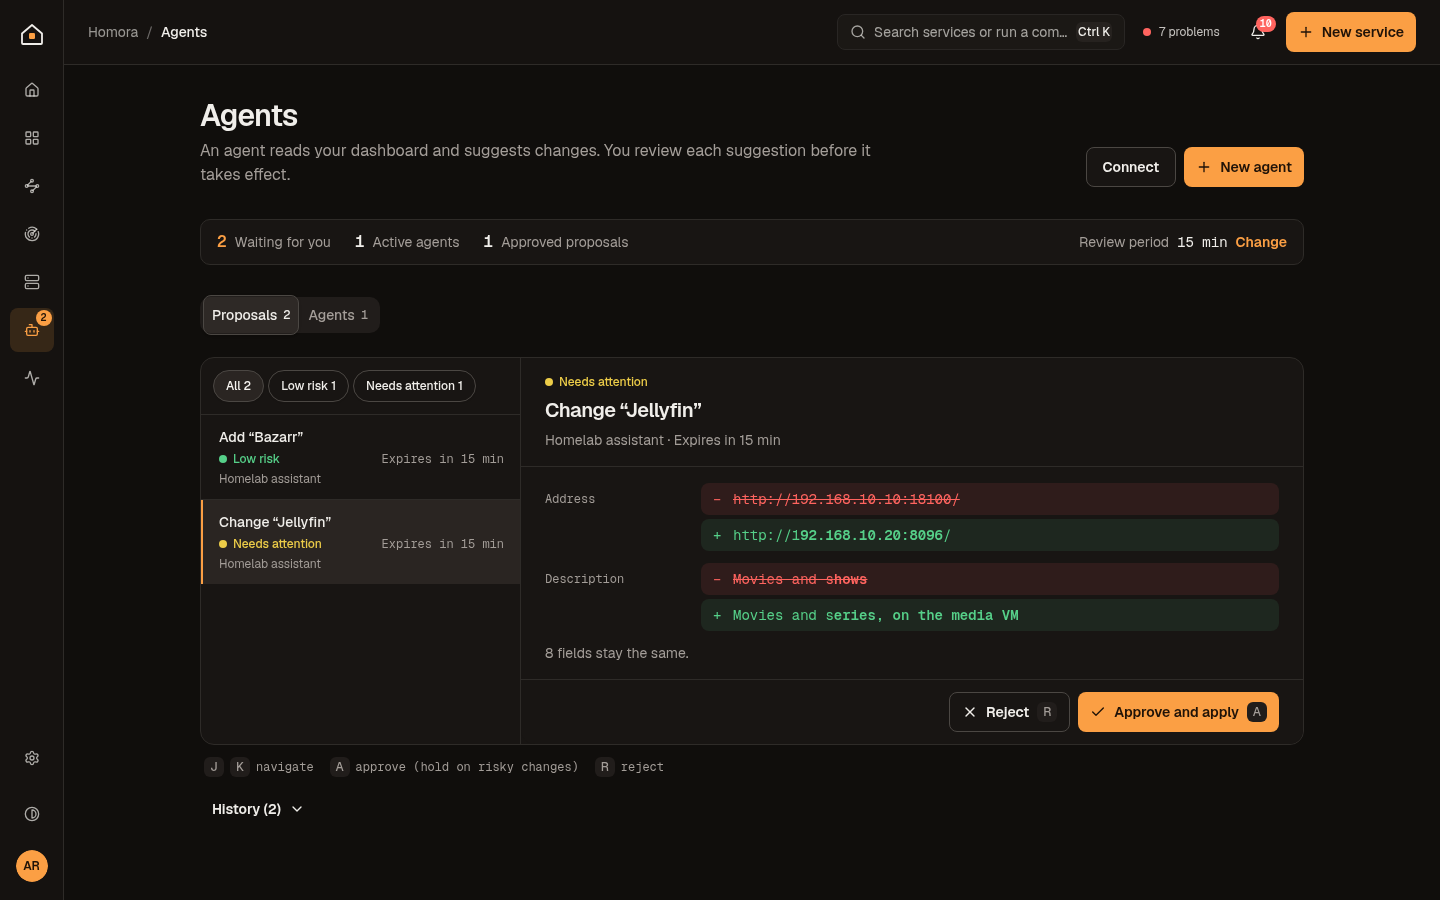 Homora / Agents
Search services or run a com... Ctrl K
7 problems
10
+ New service
Agents
An agent reads your dashboard and suggests changes. You review each suggestion before it
takes effect.
Connect
+ New agent
2 Waiting for you 1 Active agents 1 Approved proposals
Review period 15 min Change
2
Proposals 2 Agents 1
All 2 Low risk 1 Needs attention 1
Add “Bazarr”
Low risk Expires in 15 min
Homelab assistant
Change “Jellyfin”
Needs attention Expires in 15 min
Homelab assistant
Needs attention
Change “Jellyfin”
Homelab assistant · Expires in 15 min
Address
- http://192.168.10.10:18100/
+ http://192.168.10.20:8096/
Description
- Movies and shows
+ Movies and series, on the media VM
8 fields stay the same.
Reject R
Approve and apply A
J K navigate A approve (hold on risky changes) R reject
History (2)
AR